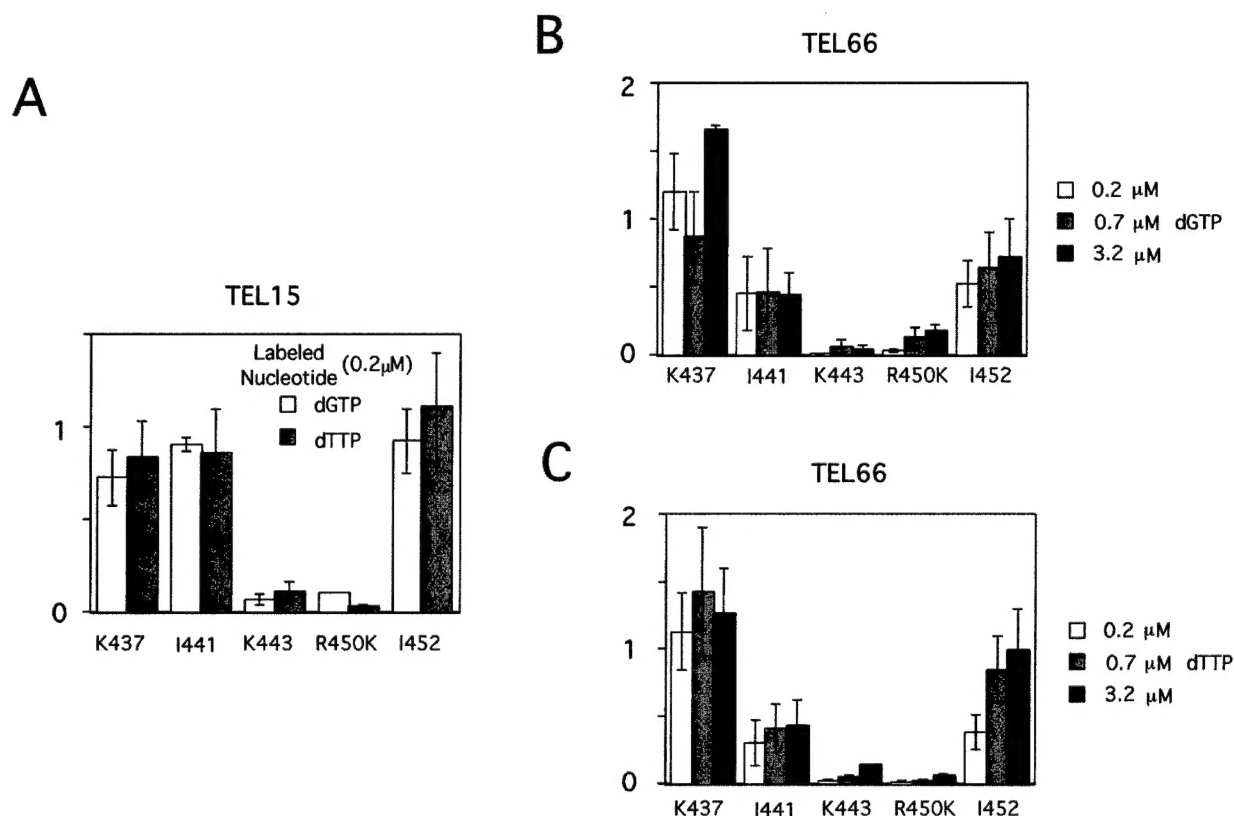 A
TEL15
1
0
Labeled
Nucleotide (0.2µM)
dGTP
dTTP
K437 I441 K443 R450K I452
B
TEL66
2
1
0
K437 I441 K443 R450K I452
0.2 µM
0.7 µM dGTP
3.2 µM
C
TEL66
2
1
0
K437 I441 K443 R450K I452
0.2 µM
0.7 µM dTTP
3.2 µM